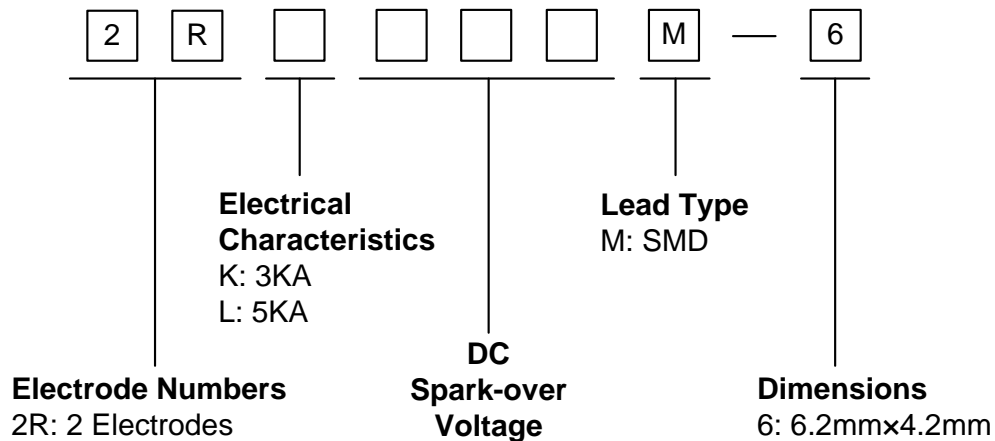 2 R M — 6
Electrical
Characteristics
K: 3KA
L: 5KA
Lead Type
M: SMD
DC
Spark-over
Voltage
Electrode Numbers
2R: 2 Electrodes
Dimensions
6: 6.2mm×4.2mm